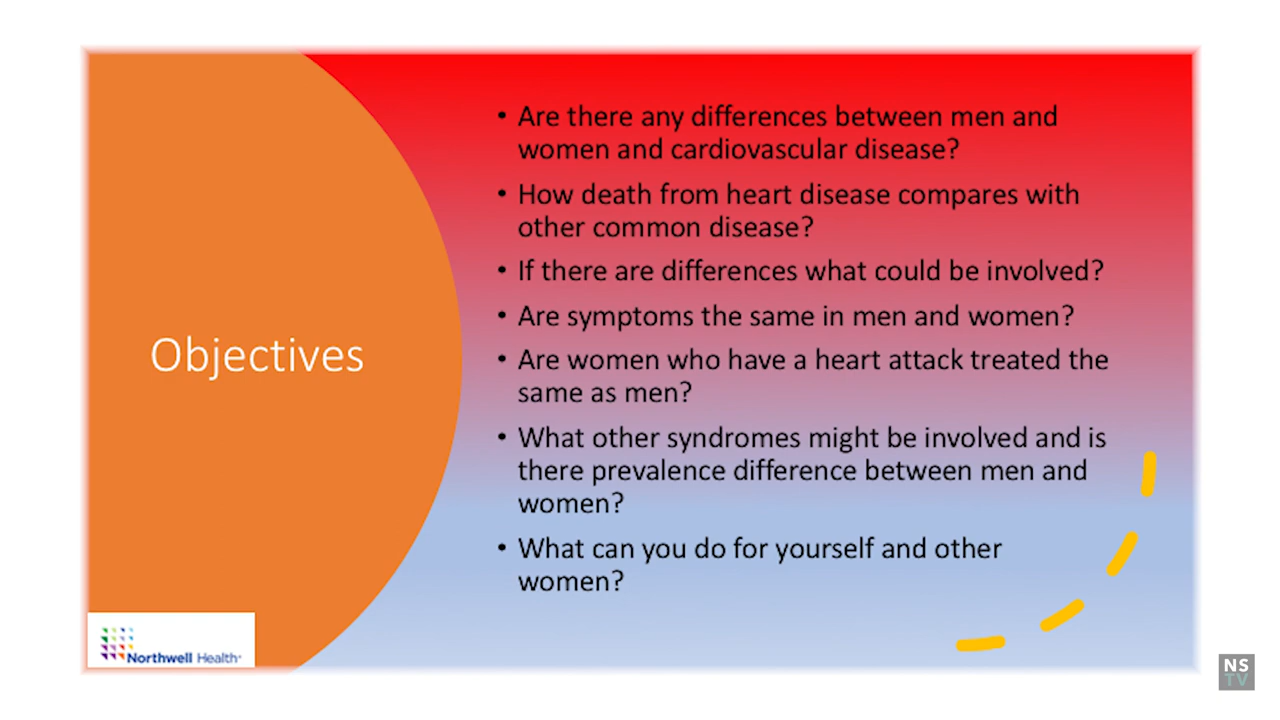 Objectives
• Are there any differences between men and
women and cardiovascular disease?
• How death from heart disease compares with
other common disease?
• If there are differences what could be involved?
• Are symptoms the same in men and women?
• Are women who have a heart attack treated the
same as men?
• What other syndromes might be involved and is
there prevalence difference between men and
women?
• What can you do for yourself and other
women?
Northwell Health
NS
TV